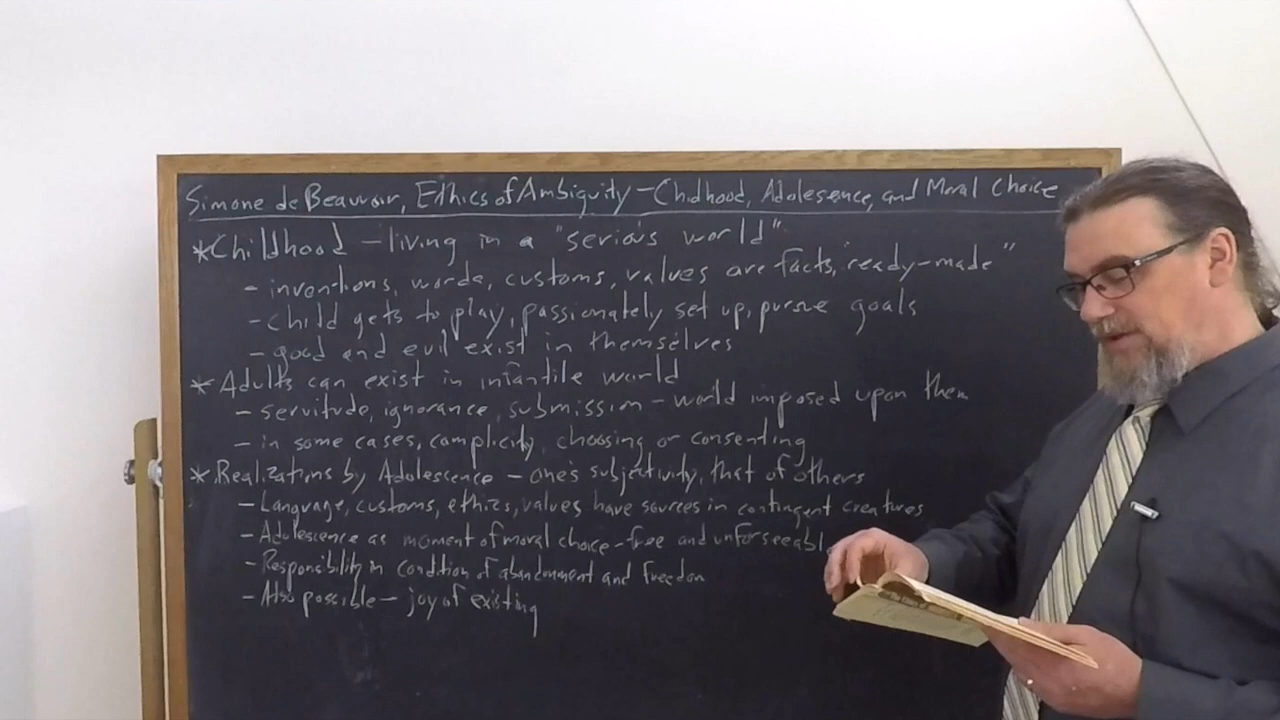 Simone de Beauvoir, Ethics of Ambiguity - Chidhood, Adolesence, and Moral Choice
* Childhood - living in a "serious world"
- inventions, words, customs, values are facts, "ready-made"
- Child gets to play, passionately set up, pursue goals
- good and evil exist in themselves
* Adults can exist in infantile world
- servitude, ignorance, submission - world imposed upon them
- in some cases, complicity, choosing or consenting
* Realizations by Adolescence - one's subjectivity, that of others
- Language, customs, ethics, values have sources in contingent creatures
- Adolescence as moment of moral choice - free and unforseeable
- Responsibility in condition of abandonment and freedom
- Also possible - joy of existing